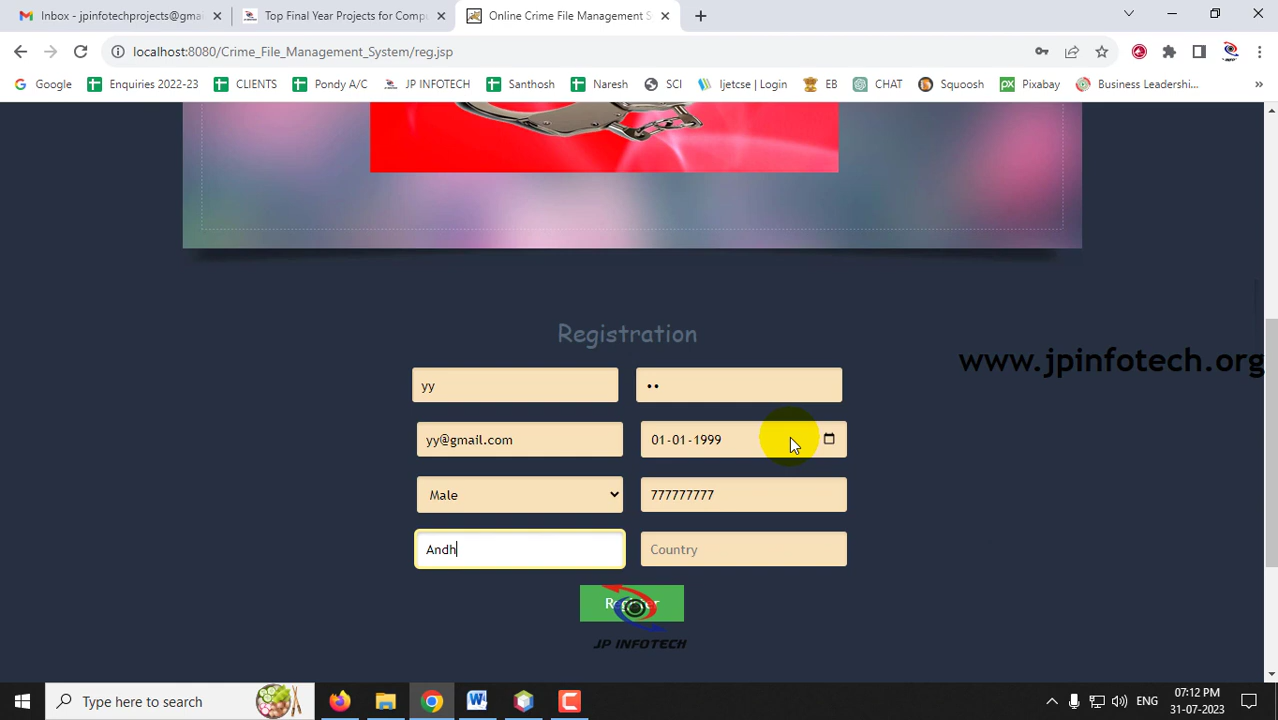 Inbox - jpinfotechprojects@gmai
Top Final Year Projects for Compu
Online Crime File Management S
localhost:8080/Crime_File_Management_System/reg.jsp
Google
Enquiries 2022-23
CLIENTS
Pondy A/C
JP INFOTECH
Santhosh
Naresh
SCI
Ijetcse | Login
EB
CHAT
Squoosh
Pixabay
Business Leadershi...
Registration
www.jpinfotech.org
yy
••
yy@gmail.com
01-01-1999
Male
777777777
Andh
Country
Register
JP INFOTECH
Type here to search
ENG
07:12 PM
31-07-2023